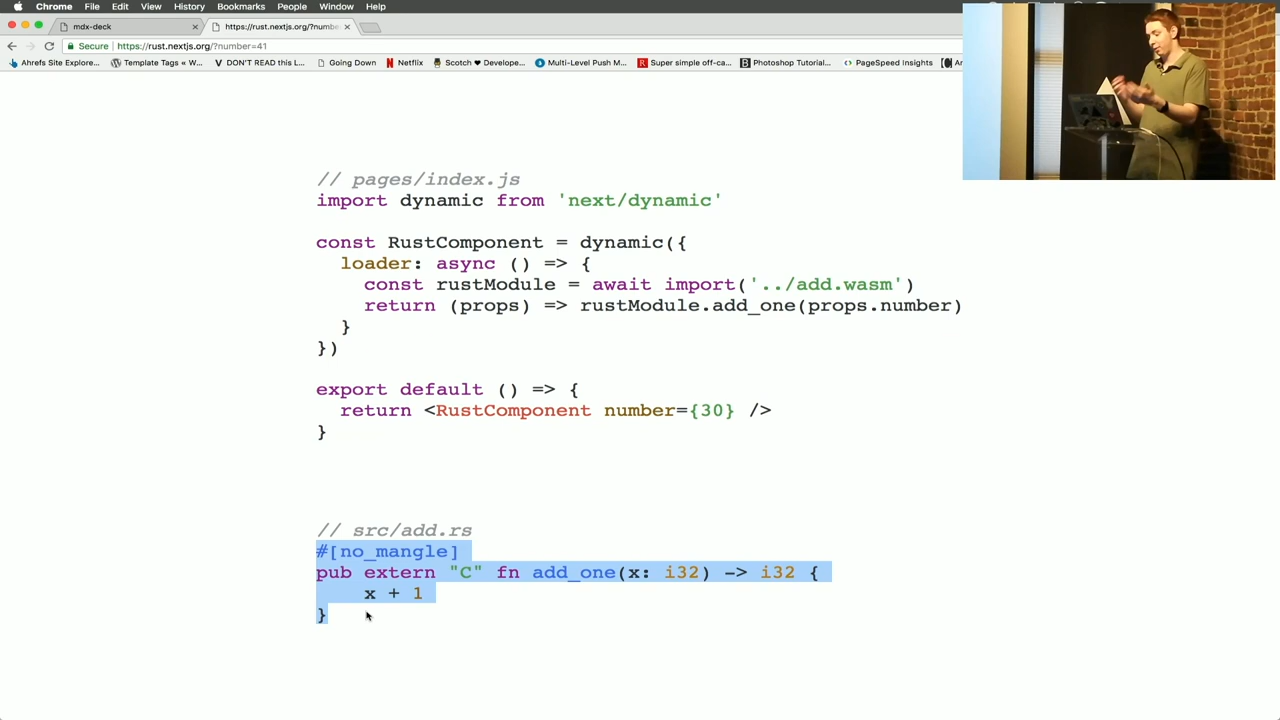 Chrome File Edit View History Bookmarks People Window Help
mdx-deck × https://rust.nextjs.org/?numbe ×
Secure https://rust.nextjs.org/?number=41
Ahrefs Site Explore... Template Tags « W... DON'T READ this L... Going Down Netflix Scotch ❤ Develope... Multi-Level Push M... Super simple off-ca... Photoshop Tutorial... PageSpeed Insights
// pages/index.js
import dynamic from 'next/dynamic'
const RustComponent = dynamic({
loader: async () => {
const rustModule = await import('../add.wasm')
return (props) => rustModule.add_one(props.number)
}
})
export default () => {
return <RustComponent number={30} />
}
// src/add.rs
#[no_mangle]
pub extern "C" fn add_one(x: i32) -> i32 {
x + 1
}